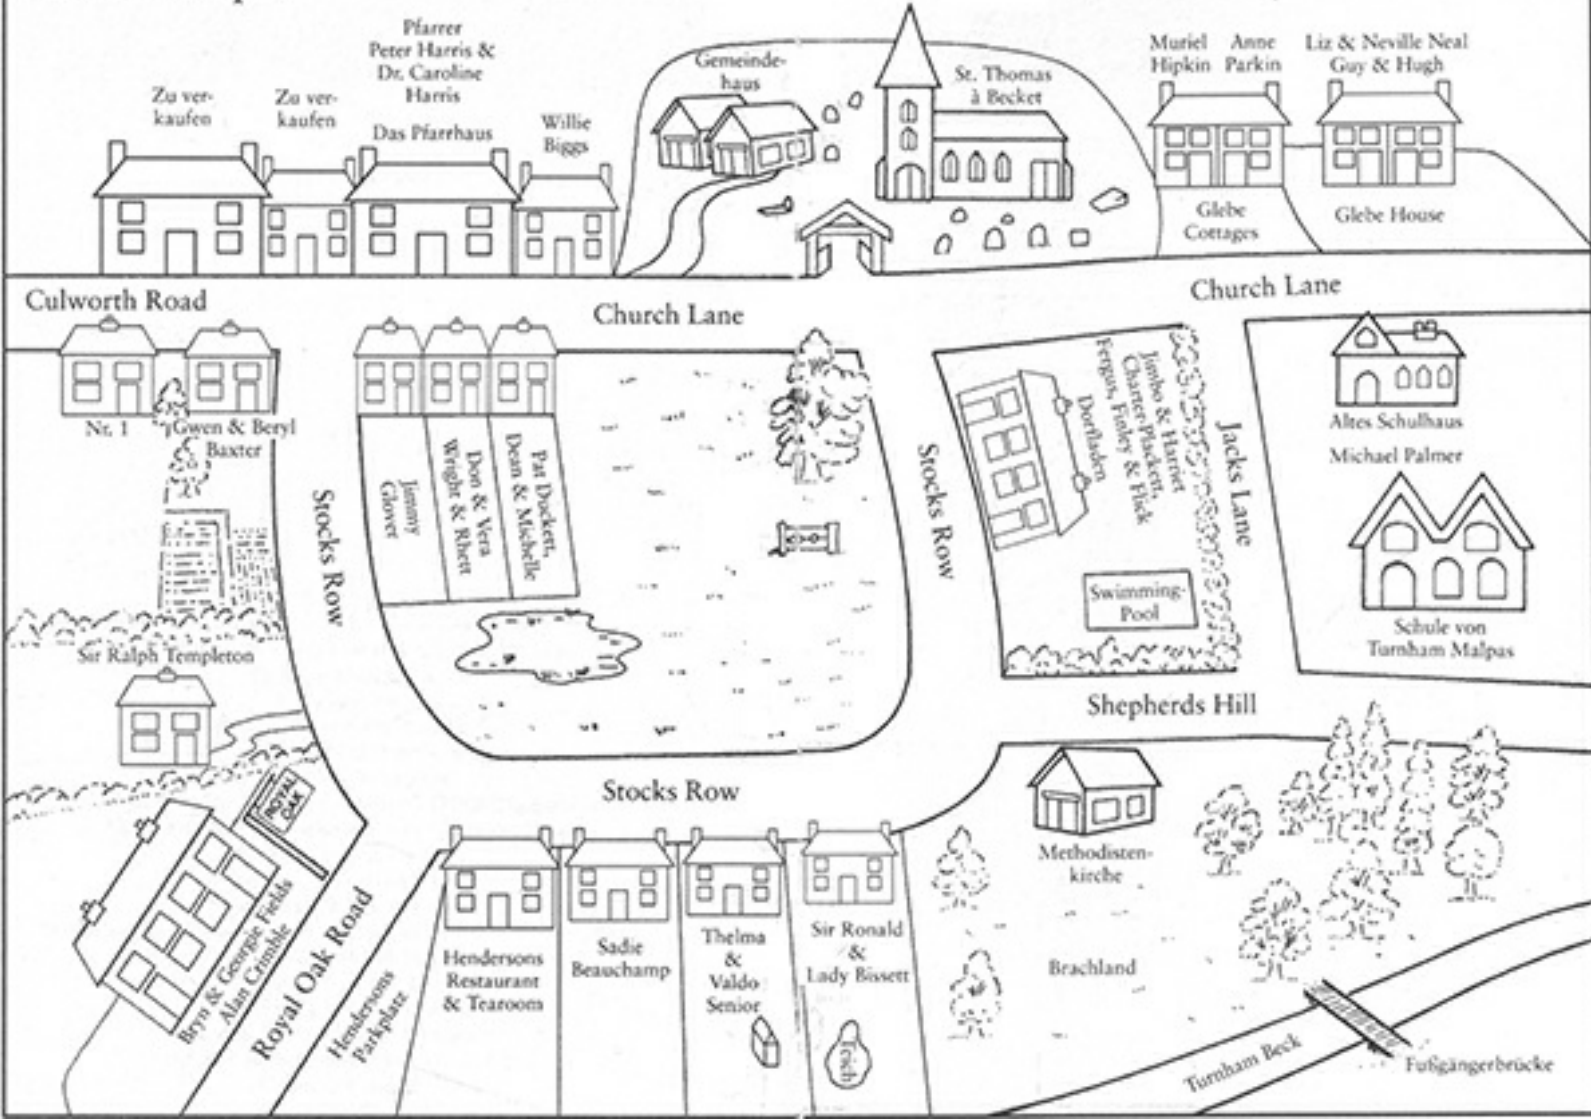 Zu ver-
kaufen
Zu ver-
kaufen
Pfarrer
Peter Harris &
Dr. Caroline
Harris
Das Pfarrhaus
Willie
Biggs
Gemeinde-
haus
St. Thomas
à Becket
Muriel
Hipkin
Anne
Parkin
Glebe
Cottages
Liz & Neville Neal
Guy & Hugh
Glebe House
Culworth Road
Church Lane
Church Lane
Nr. 1
Gwen & Beryl
Baxter
Stocks Row
Jimmy
Glover
Don & Vera
Wright & Rhett
Pat Dockett,
Dean & Michelle
Stocks Row
Dorfladen
Jimbo & Harriet
Charter-Plackett,
Fergus, Finley & Flick
Jacks Lane
Swimming-
Pool
Altes Schulhaus
Michael Palmer
Schule von
Turnham Malpas
Sir Ralph Templeton
Shepherds Hill
Stocks Row
ROYAL
OAK
Bryn & Georgie Fields
Alan Crimble
Royal Oak Road
Hendersons
Parkplatz
Hendersons
Restaurant
& Tearoom
Sadie
Beauchamp
Thelma
&
Valdo
Senior
Sir Ronald
&
Lady Bissett
Teich
Methodisten-
kirche
Brachland
Turnham Beck
Fußgängerbrücke